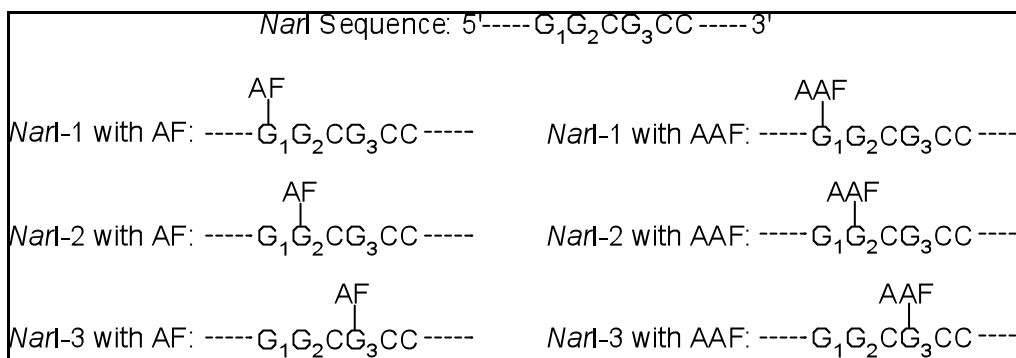 NarI Sequence: 5'-----G₁G₂CG₃CC-----3'
AF AAF
NarI-1 with AF: -----G₁G₂CG₃CC----- NarI-1 with AAF: -----G₁G₂CG₃CC-----
AF AAF
NarI-2 with AF: -----G₁G₂CG₃CC----- NarI-2 with AAF: -----G₁G₂CG₃CC-----
AF AAF
NarI-3 with AF: -----G₁G₂CG₃CC----- NarI-3 with AAF: -----G₁G₂CG₃CC-----